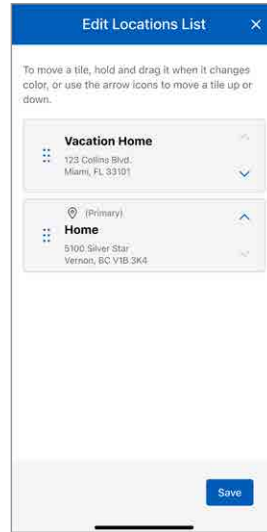 Edit Locations List
To move a tile, hold and drag it when it changes
color, or use the arrow icons to move a tile up or
down.
Vacation Home
123 Collins Blvd.
Miami, FL 33101
(Primary)
Home
5100 Silver Star
Vernon, BC V1B 3K4
Save